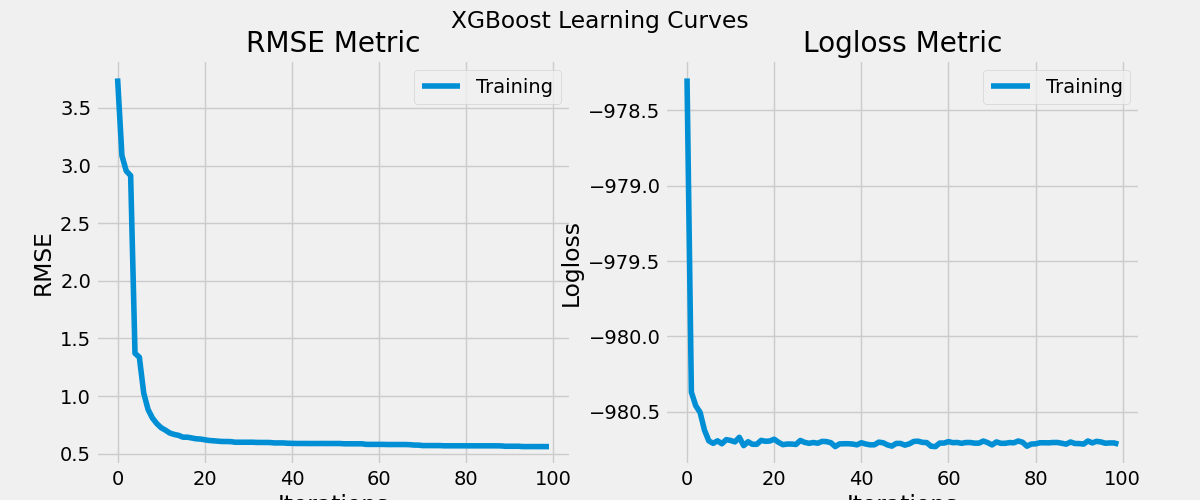 XGBoost Learning Curves
RMSE Metric
Training
RMSE
3.5
3.0
2.5
2.0
1.5
1.0
0.5
0 20 40 60 80 100
Iterations
Logloss Metric
Training
Logloss
−978.5
−979.0
−979.5
−980.0
−980.5
0 20 40 60 80 100
Iterations